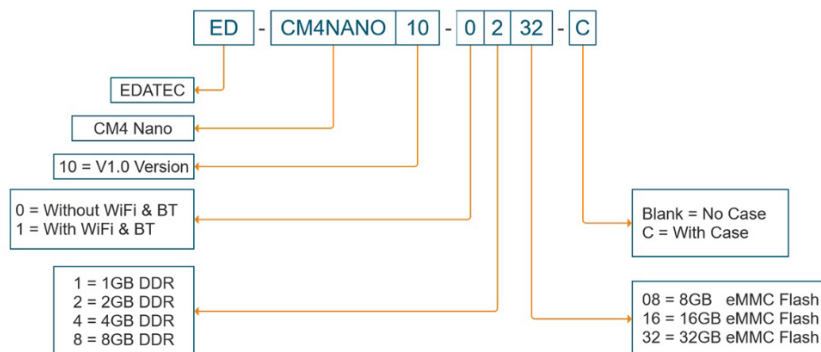 ED - CM4NANO 10 - 0 2 32 - C
EDATEC
CM4 Nano
10 = V1.0 Version
0 = Without WiFi & BT
1 = With WiFi & BT
Blank = No Case
C = With Case
1 = 1GB DDR
2 = 2GB DDR
4 = 4GB DDR
8 = 8GB DDR
08 = 8GB eMMC Flash
16 = 16GB eMMC Flash
32 = 32GB eMMC Flash